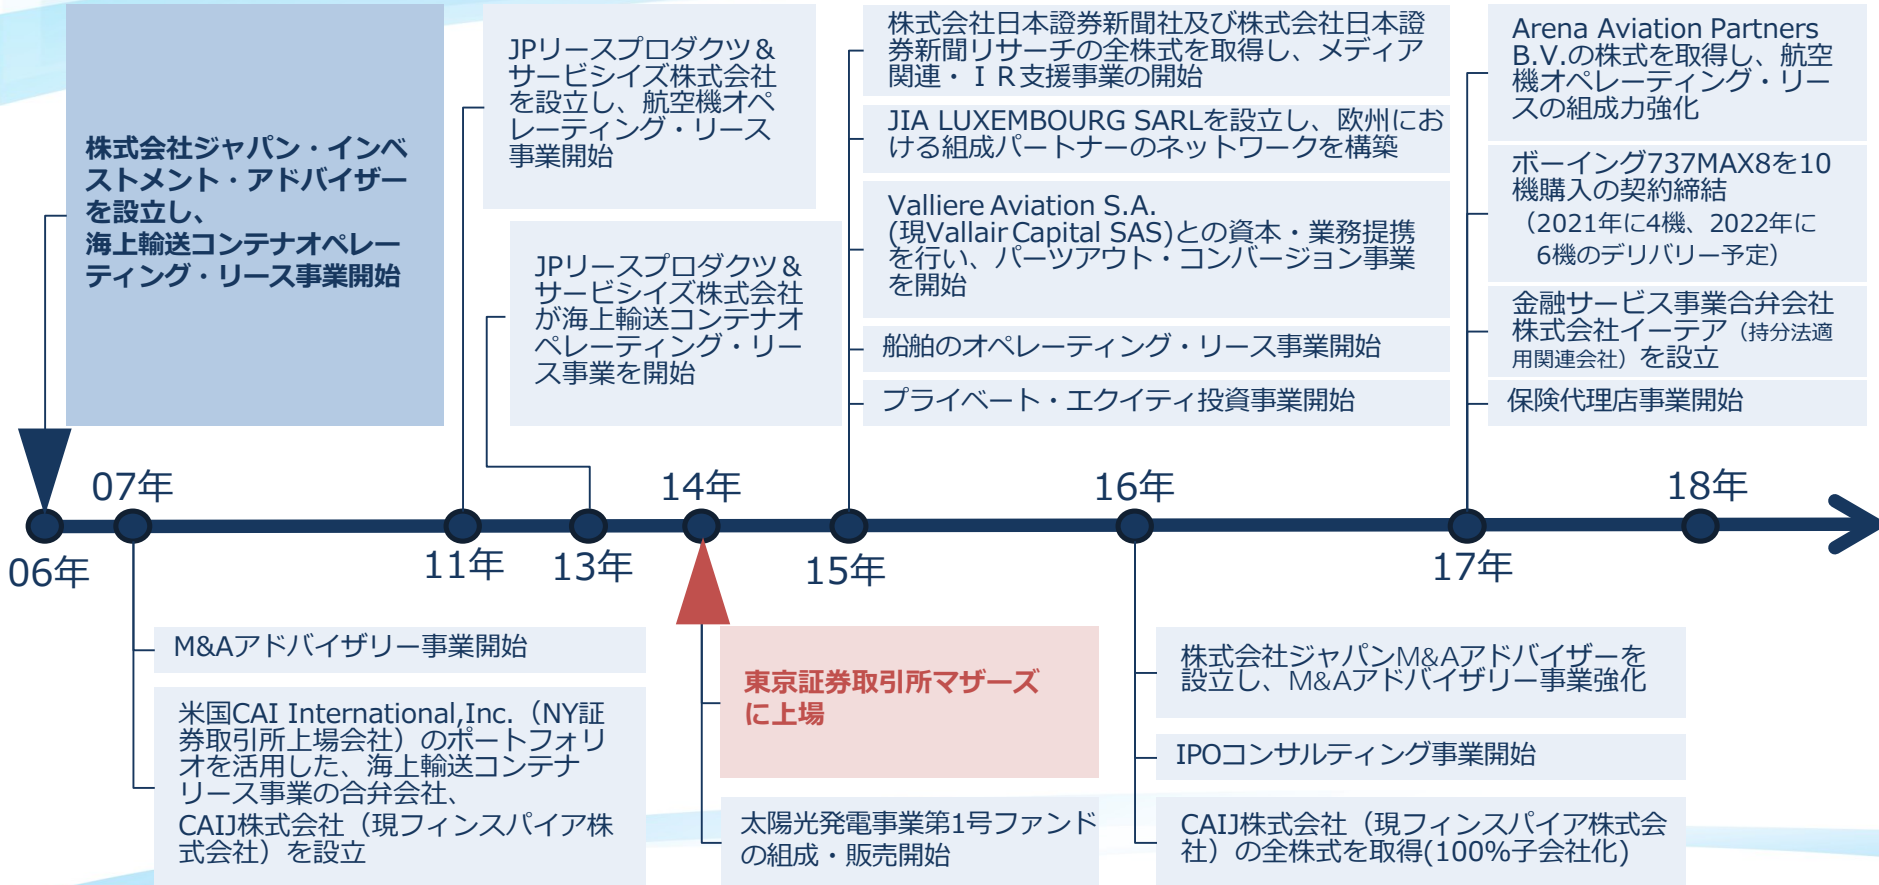 株式会社ジャパン・インベ
ストメント・アドバイザー
を設立し、
海上輸送コンテナオペレー
ティング・リース事業開始
JPリースプロダクツ＆
サービシイズ株式会社
を設立し、航空機オペ
レーティング・リース
事業開始
JPリースプロダクツ＆
サービシイズ株式会社
が海上輸送コンテナオ
ペレーティング・リー
ス事業を開始
株式会社日本證券新聞社及び株式会社日本證
券新聞リサーチの全株式を取得し、メディア
関連・ＩＲ支援事業の開始
JIA LUXEMBOURG SARLを設立し、欧州にお
ける組成パートナーのネットワークを構築
Valliere Aviation S.A.
(現Vallair Capital SAS)との資本・業務提携
を行い、パーツアウト・コンバージョン事業
を開始
船舶のオペレーティング・リース事業開始
プライベート・エクイティ投資事業開始
Arena Aviation Partners
B.V.の株式を取得し、航空
機オペレーティング・リー
スの組成力強化
ボーイング737MAX8を10
機購入の契約締結
（2021年に4機、2022年に
6機のデリバリー予定）
金融サービス事業合弁会社
株式会社イーテア（持分法適
用関連会社）を設立
保険代理店事業開始
07年
14年
16年
18年
06年
11年
13年
15年
17年
M&Aアドバイザリー事業開始
米国CAI International,Inc.（NY証
券取引所上場会社）のポートフォリ
オを活用した、海上輸送コンテナ
リース事業の合弁会社、
CAIJ株式会社（現フィンスパイア株
式会社）を設立
東京証券取引所マザーズ
に上場
太陽光発電事業第1号ファンド
の組成・販売開始
株式会社ジャパンM&Aアドバイザーを
設立し、M&Aアドバイザリー事業強化
IPOコンサルティング事業開始
CAIJ株式会社（現フィンスパイア株式会
社）の全株式を取得(100%子会社化)